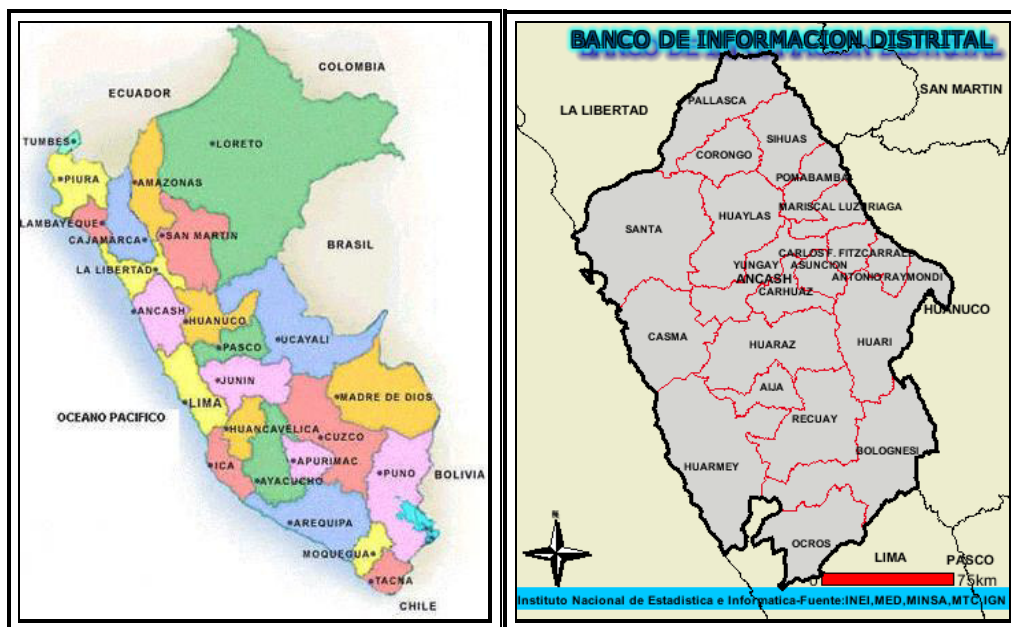 COLOMBIA
ECUADOR
TUMBES
LORETO
PIURA
AMAZONAS
LAMBAYEQUE
SAN MARTIN
CAJAMARCA
BRASIL
LA LIBERTAD
ANCASH
HUANUCO
UCAYALI
PASCO
JUNIN
MADRE DE DIOS
LIMA
OCEANO PACIFICO
HUANCAVELICA
CUZCO
ICA
APURIMAC
PUNO
BOLIVIA
AYACUCHO
AREQUIPA
MOQUEGUA
TACNA
CHILE
BANCO DE INFORMACION DISTRITAL
SAN MARTIN
LA LIBERTAD
PALLASCA
SIHUAS
CORONGO
POMABAMBA
MARISCAL LUZURIAGA
HUAYLAS
SANTA
CARLOS F. FITZCARRALD
YUNGAY
ASUNCION
ANTONIO RAYMONDI
ANCASH
CARHUAZ
HUANUCO
CASMA
HUARAZ
HUARI
AIJA
RECUAY
BOLOGNESI
HUARMEY
N
OCROS
LIMA
PASCO
0 75km
Instituto Nacional de Estadistica e Informatica-Fuente:INEI,MED,MINSA,MTC,IGN